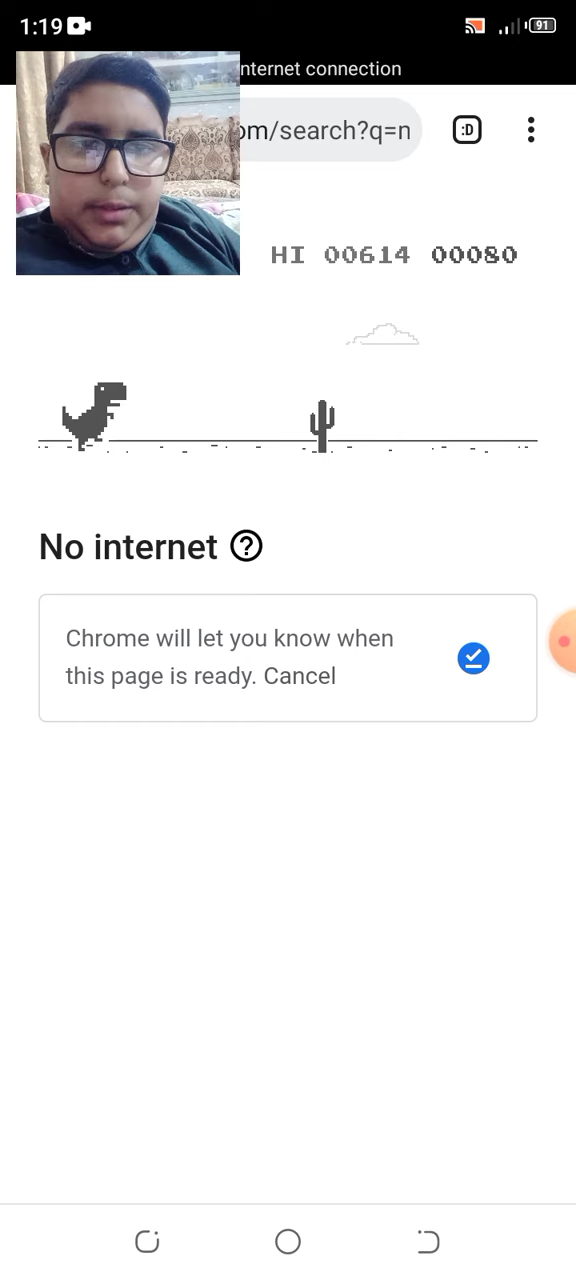 1:19 91
nternet connection
om/search?q=n :D
HI 00614 00080
No internet ?
Chrome will let you know when
this page is ready. Cancel